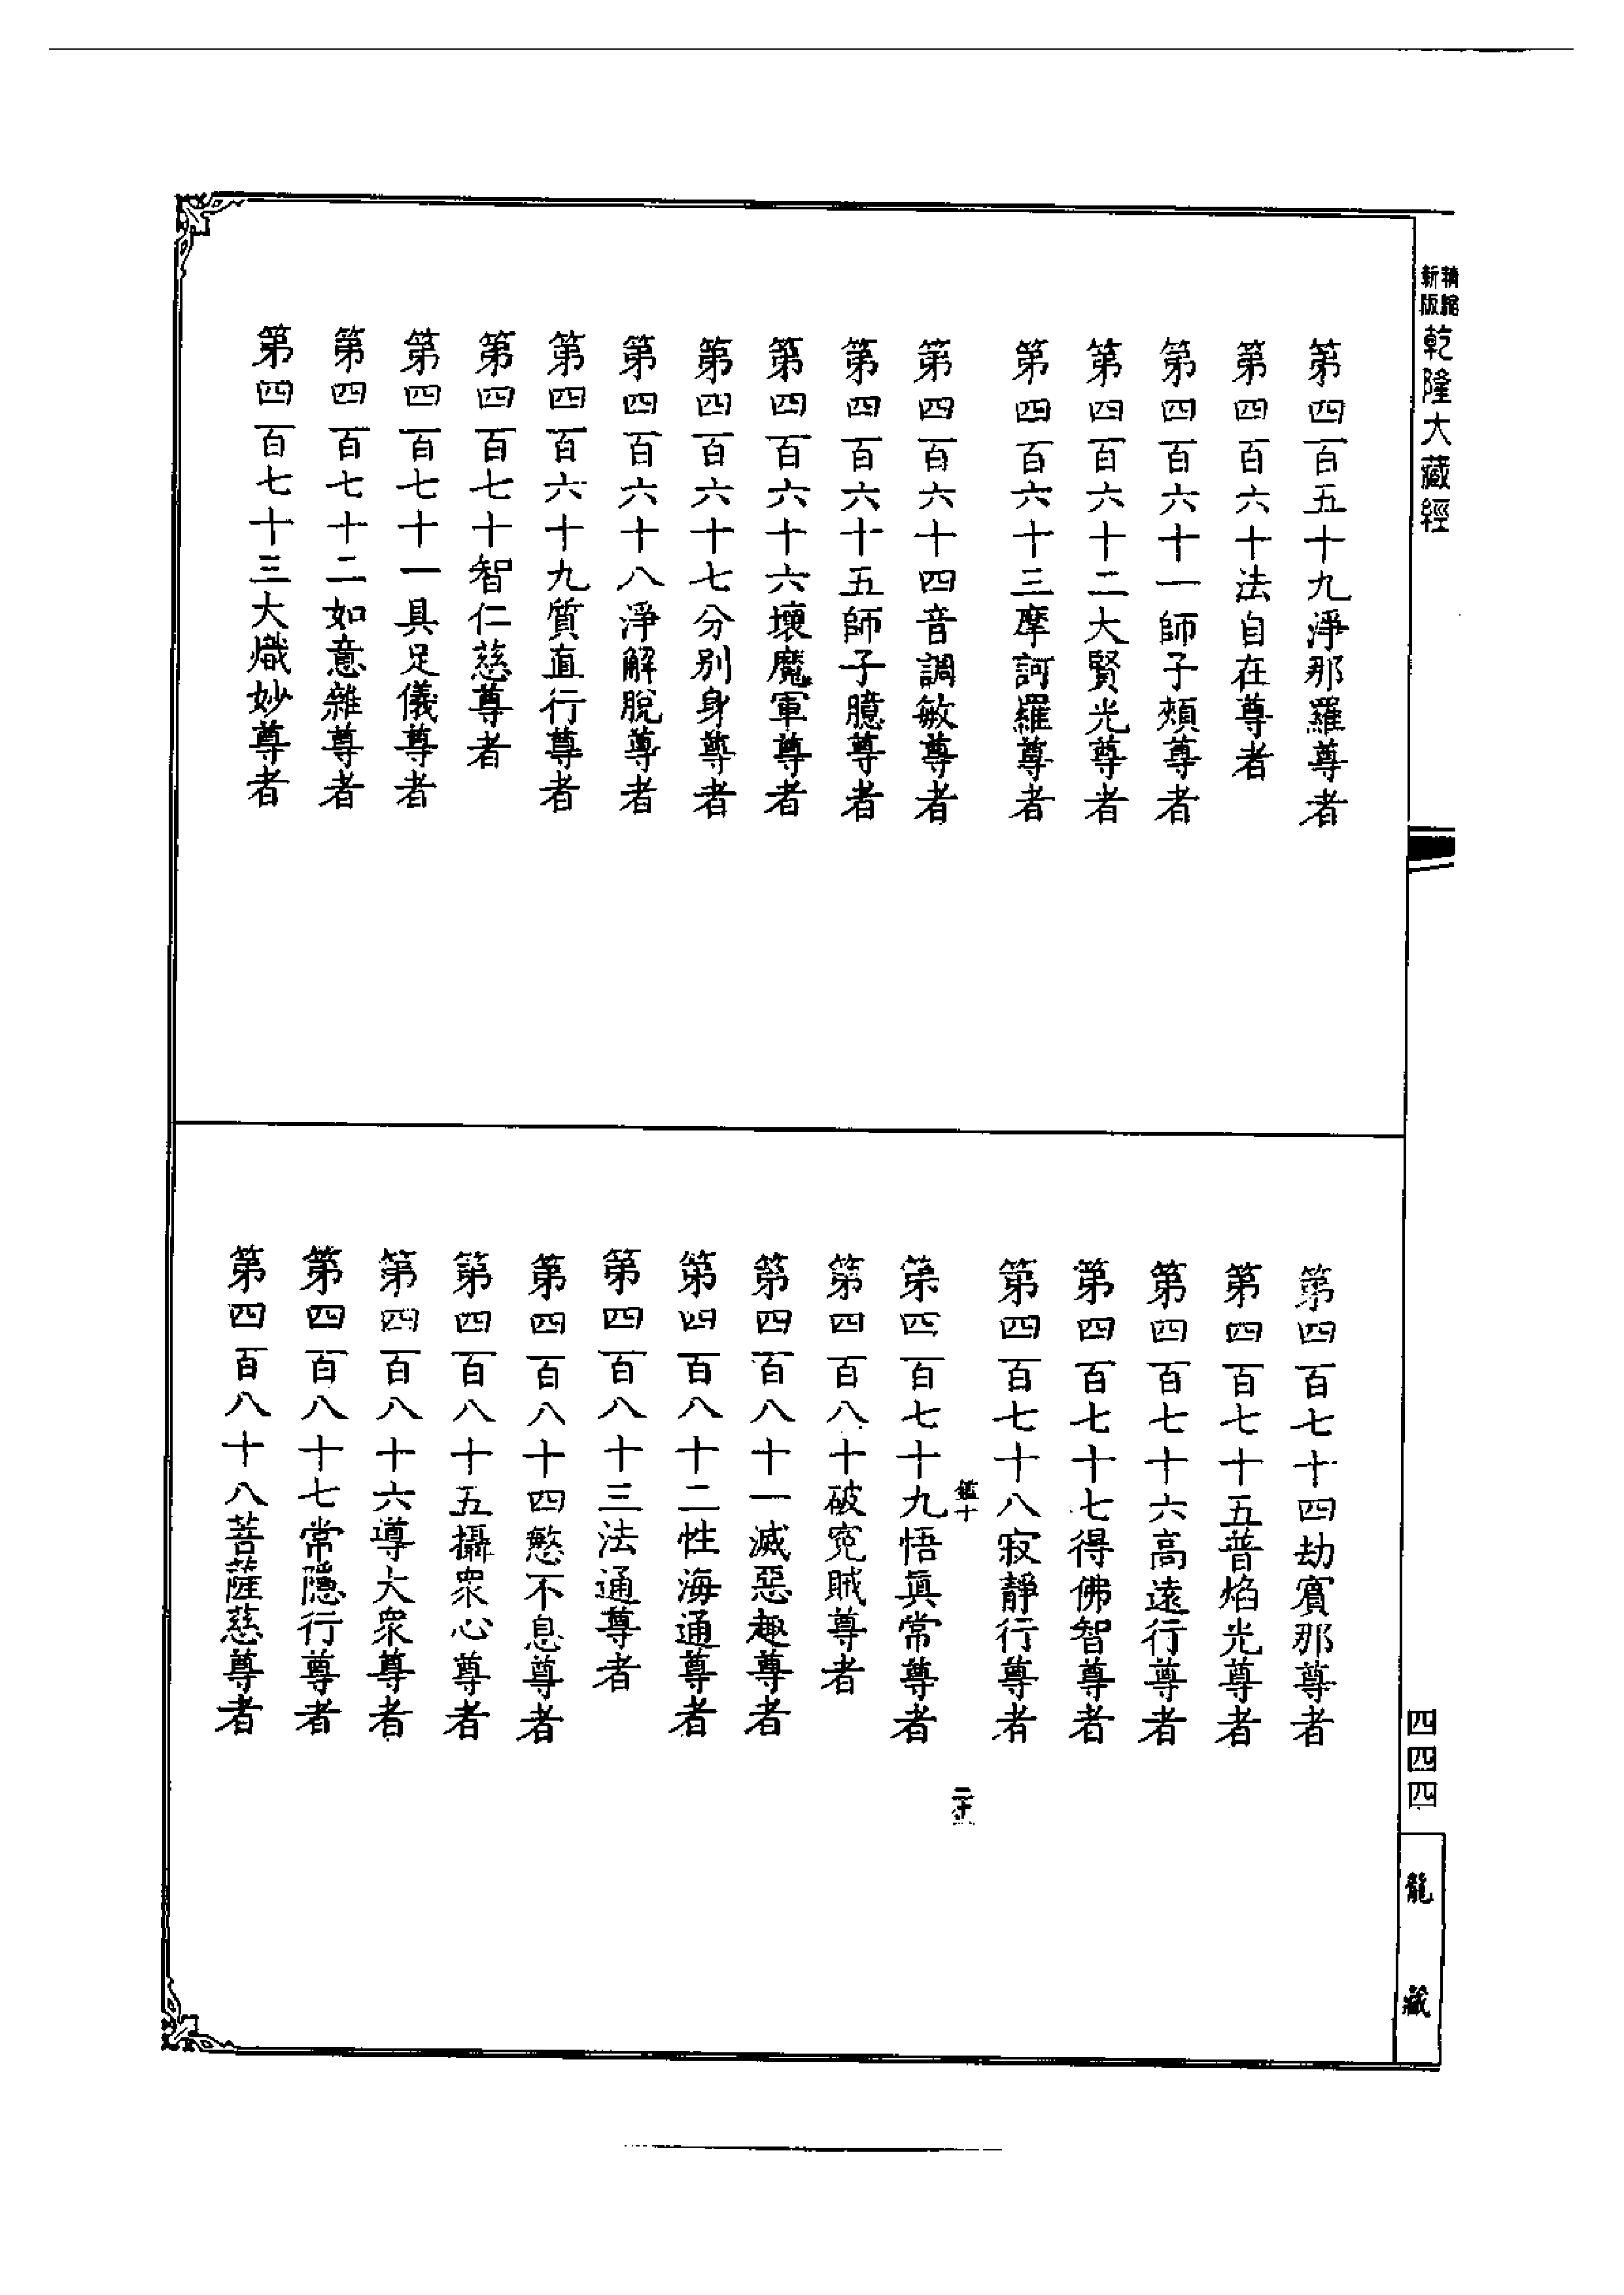 精縮
新版
乾隆大藏經
第四百五十九淨那羅尊者
第四百六十法自在尊者
第四百六十一師子頰尊者
第四百六十二大賢光尊者
第四百六十三摩訶羅尊者
第四百六十四音調敏尊者
第四百六十五師子臆尊者
第四百六十六壞魔軍尊者
第四百六十七分别身尊者
第四百六十八淨解脫尊者
第四百六十九質直行尊者
第四百七十智仁慈尊者
第四百七十一具足儀尊者
第四百七十二如意雜尊者
第四百七十三大熾妙尊者
第四百七十四劫賓那尊者
第四百七十五普焰光尊者
第四百七十六高遠行尊者
第四百七十七得佛智尊者
第四百七十八寂靜行尊者
鑑十
第四百七十九悟眞常尊者
第四百八十破寃賊尊者
第四百八十一滅惡趣尊者
第四百八十二性海通尊者
第四百八十三法通尊者
第四百八十四愍不息尊者
第四百八十五攝衆心尊者
第四百八十六導大衆尊者
第四百八十七常隱行尊者
第四百八十八菩薩慈尊者
四四四
龍藏